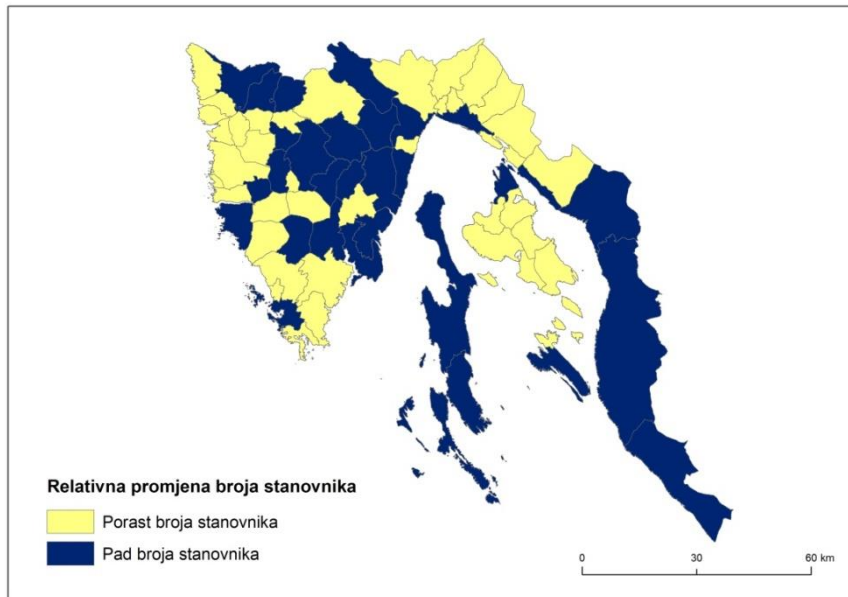 Relativna promjena broja stanovnika
Porast broja stanovnika
Pad broja stanovnika
0 30 60 km